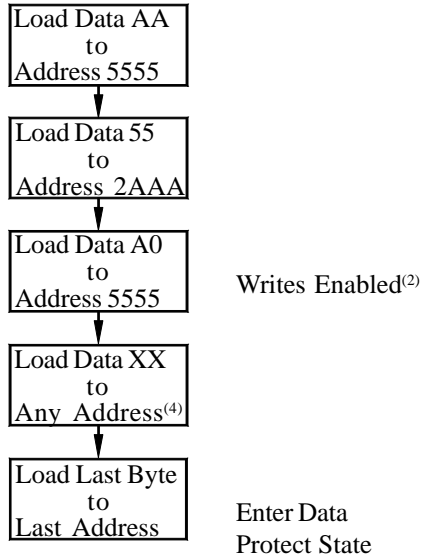 Load Data AA
to
Address 5555
Load Data 55
to
Address 2AAA
Load Data A0
to
Address 5555
Writes Enabled(2)
Load Data XX
to
Any Address(4)
Load Last Byte
to
Last Address
Enter Data
Protect State